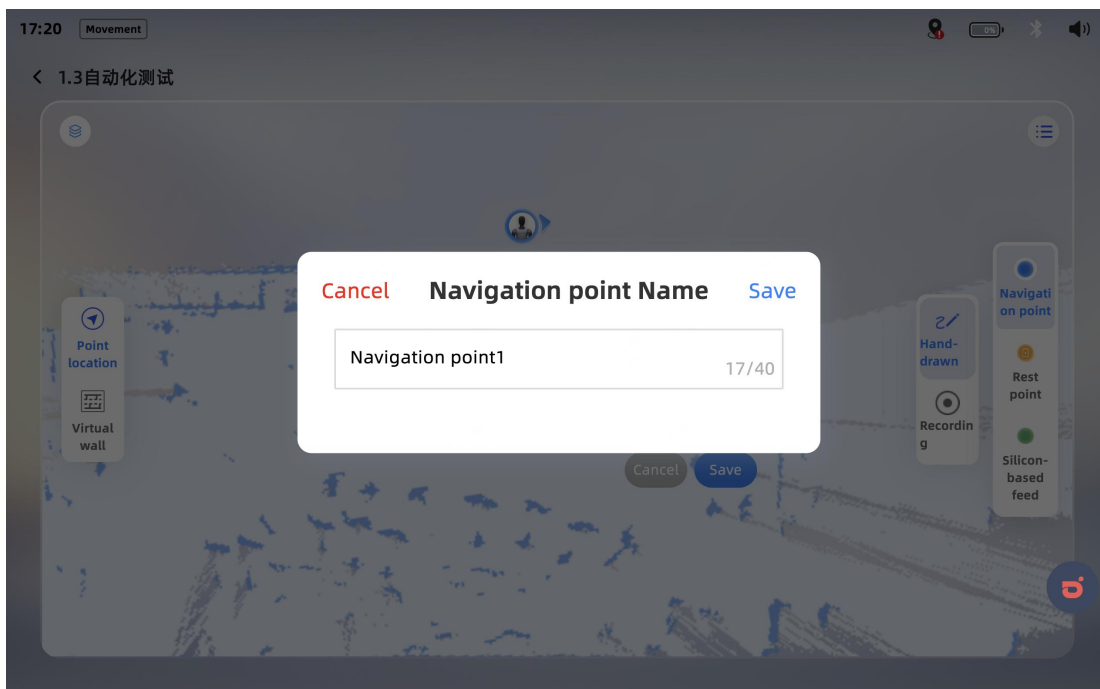 17:20 Movement 0%
1.3自动化测试
Cancel Navigation point Name Save
Navigation point1
17/40
Point
location
Virtual
wall
Hand-
drawn
Recordin
g
Navigati
on point
Rest
point
Silicon-
based
feed
Cancel Save